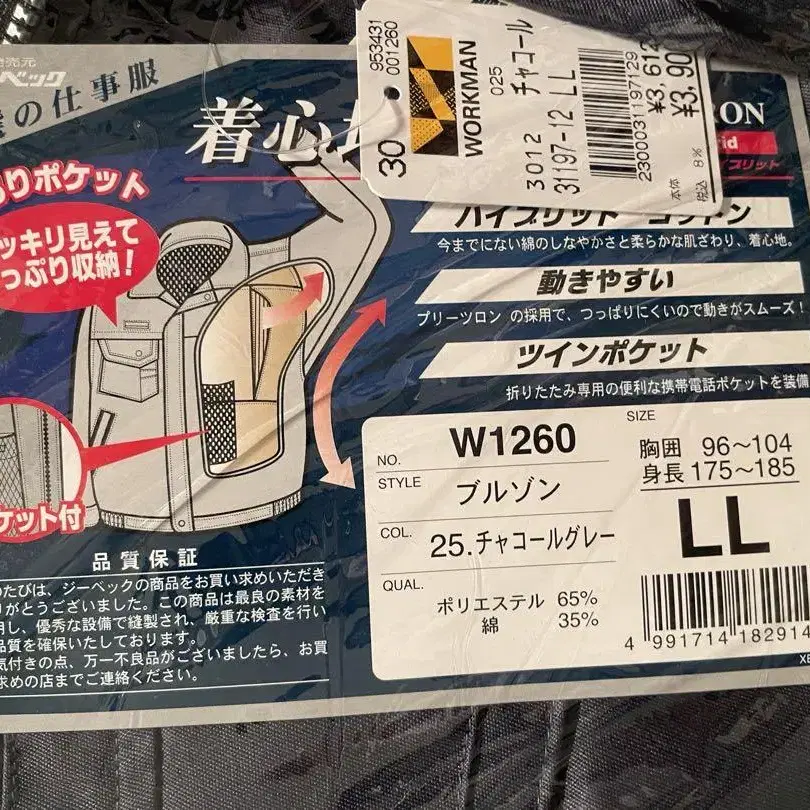 953431
001260
30
WORKMAN
025
チャコール
3012
31197-12 LL
2300031197129
¥3,612
¥3,90
本体
税込 8%
発売元
ベック
の仕事服
着心地
RON
rid
ブリット
りポケット
ッキリ見えて
っぷり収納!
ハイブリット コットン
今までにない綿のしなやかさと柔らかな肌ざわり、着心地。
動きやすい
プリーツロン の採用で、つっぱりにくいので動きがスムーズ!
ツインポケット
折りたたみ専用の便利な携帯電話ポケットを装備
ケット付
NO. W1260
STYLE ブルゾン
COL. 25.チャコールグレー
QUAL. ポリエステル 65%
綿 35%
SIZE
胸囲 96~104
身長 175~185
LL
4 991714 182914
XE
品質保証
のたびは、ジーベックの商品をお買い求めいただき
りがとうございました。この商品は最良の素材を
用し、優秀な設備で縫製され、厳重な検査を行い
品質を確保いたしております。
気付きの点、万一不良品がございましたら、お買
求めの店までご連絡ください。